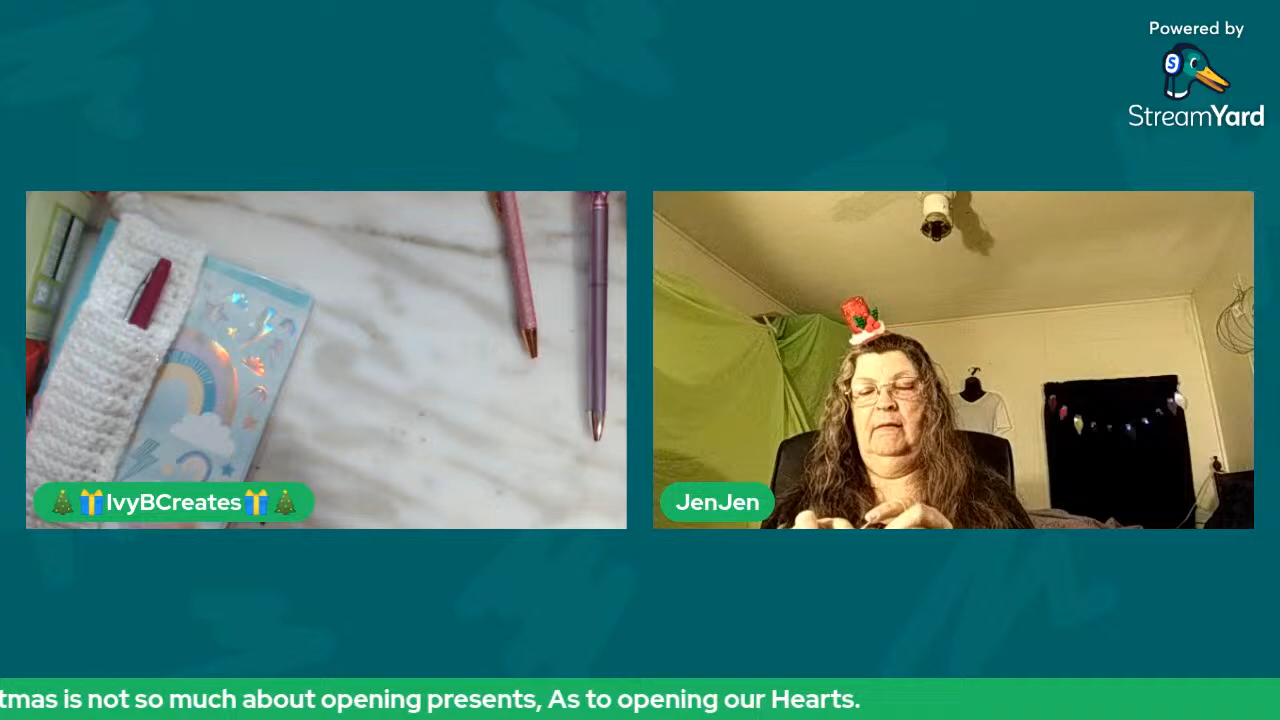 Powered by
S
StreamYard
🎄🎁IvyBCreates🎁🎄
JenJen
tmas is not so much about opening presents, As to opening our Hearts.